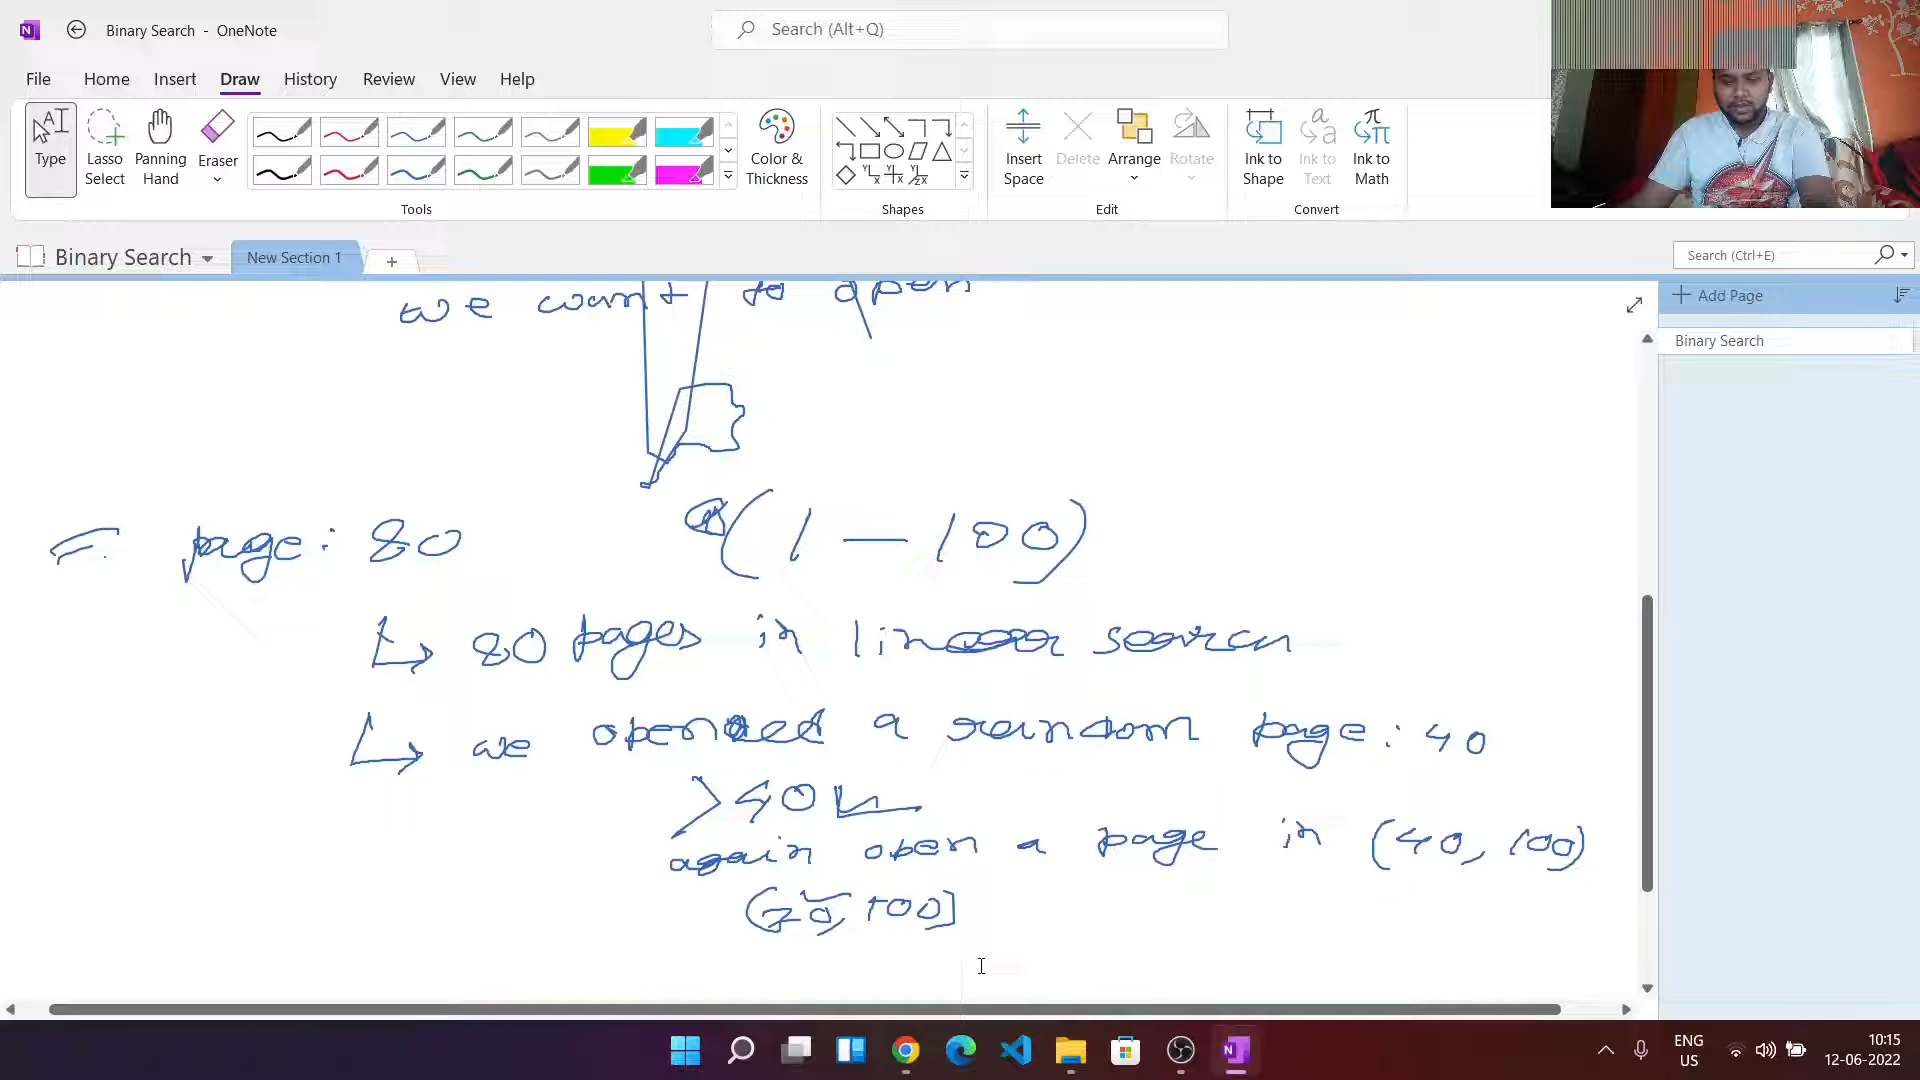 Binary Search - OneNote
Search (Alt+Q)
File Home Insert Draw History Review View Help
Type
Lasso Select
Panning Hand
Eraser
Color & Thickness
Insert Space
Delete
Arrange
Rotate
Ink to Shape
Ink to Text
Ink to Math
Tools Shapes Edit Convert
Binary Search
New Section 1
Search (Ctrl+E)
Add Page
Binary Search
we want to open
page: 80 (1 — 100)
80 pages in linear search
we opened a random page: 40
>40
again open a page in (40, 100)
(70, 100]
ENG
US
10:15
12-06-2022